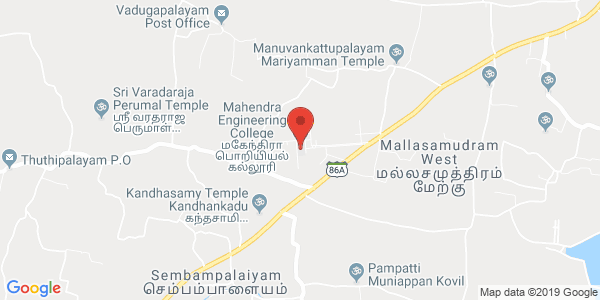 Vadugapalayam
Post Office
Manuvankattupalayam
Mariyamman Temple
Sri Varadaraja
Perumal Temple
ஸ்ரீ வரதராஜ
பெருமாள்...
Mahendra
Engineering
College
மகேந்திரா
பொறியியல்
கல்லூரி
Mallasamudram
West
மல்லசமுத்திரம்
மேற்கு
Thuthipalayam P.O
86A
Kandhasamy Temple
Kandhankadu
கந்தசாமி...
Sembampalaiyam
செம்பம்பாளையம்
Pampatti
Muniappan Kovil
Google
Map data ©2019 Google